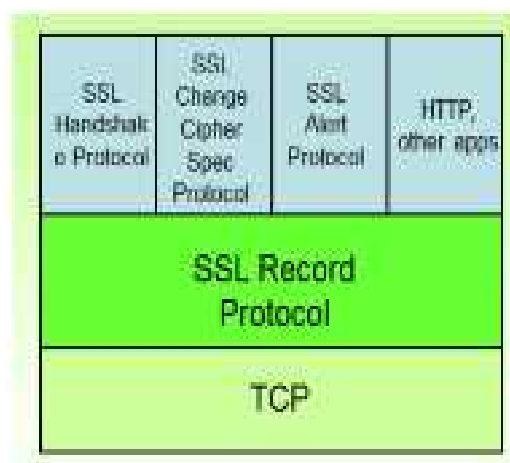 SSL
Handshak
e Protocol
SSL
Change
Cipher
Spec
Protocol
SSL
Alert
Protocol
HTTP,
other apps
SSL Record
Protocol
TCP